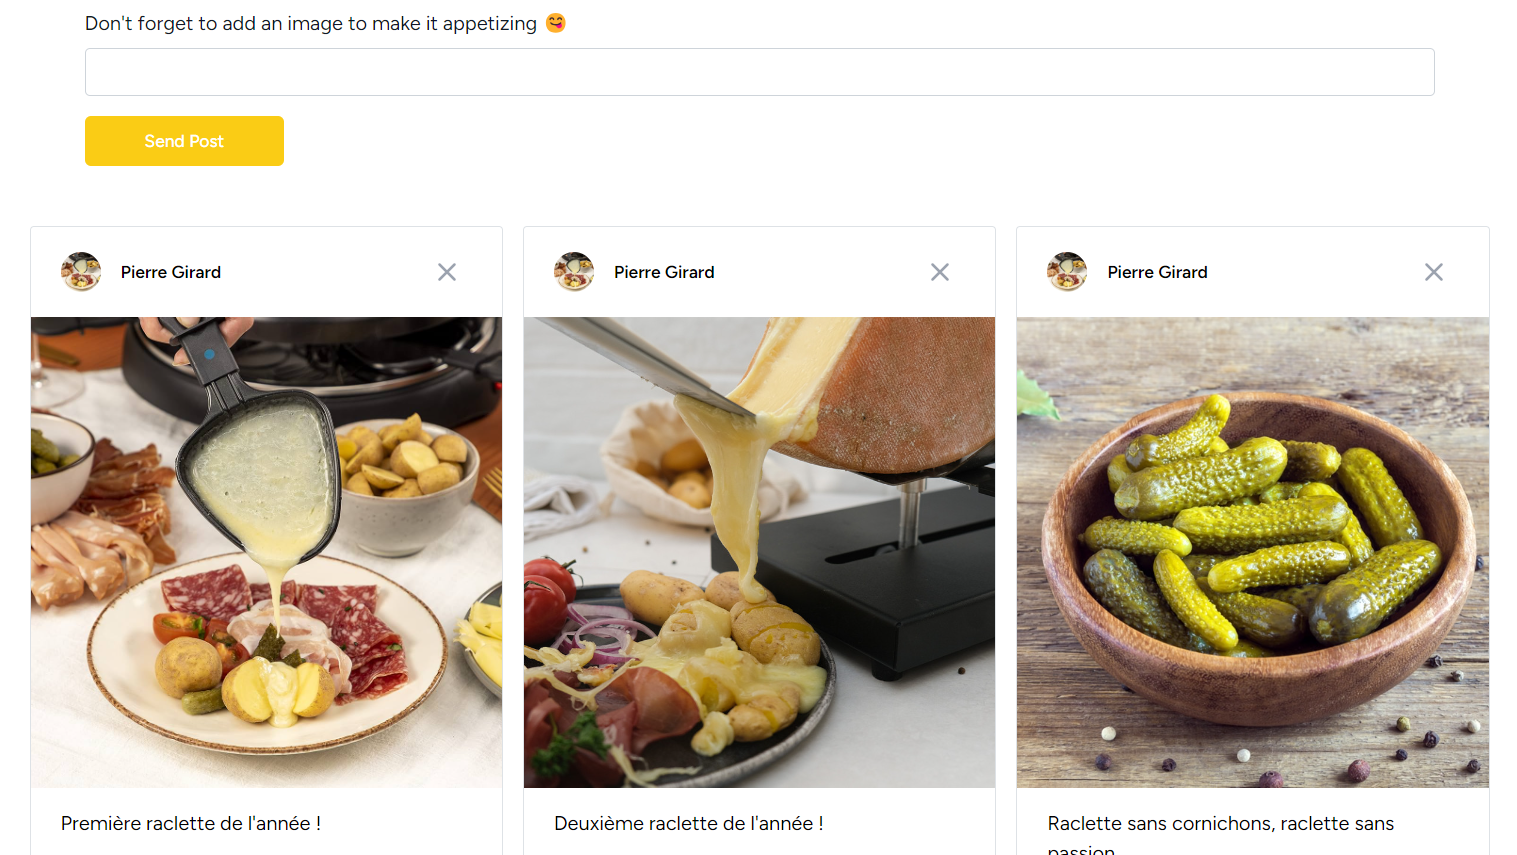 Don't forget to add an image to make it appetizing 😋
Send Post
Pierre Girard
Pierre Girard
Pierre Girard
Première raclette de l'année !
Deuxième raclette de l'année !
Raclette sans cornichons, raclette sans
passion